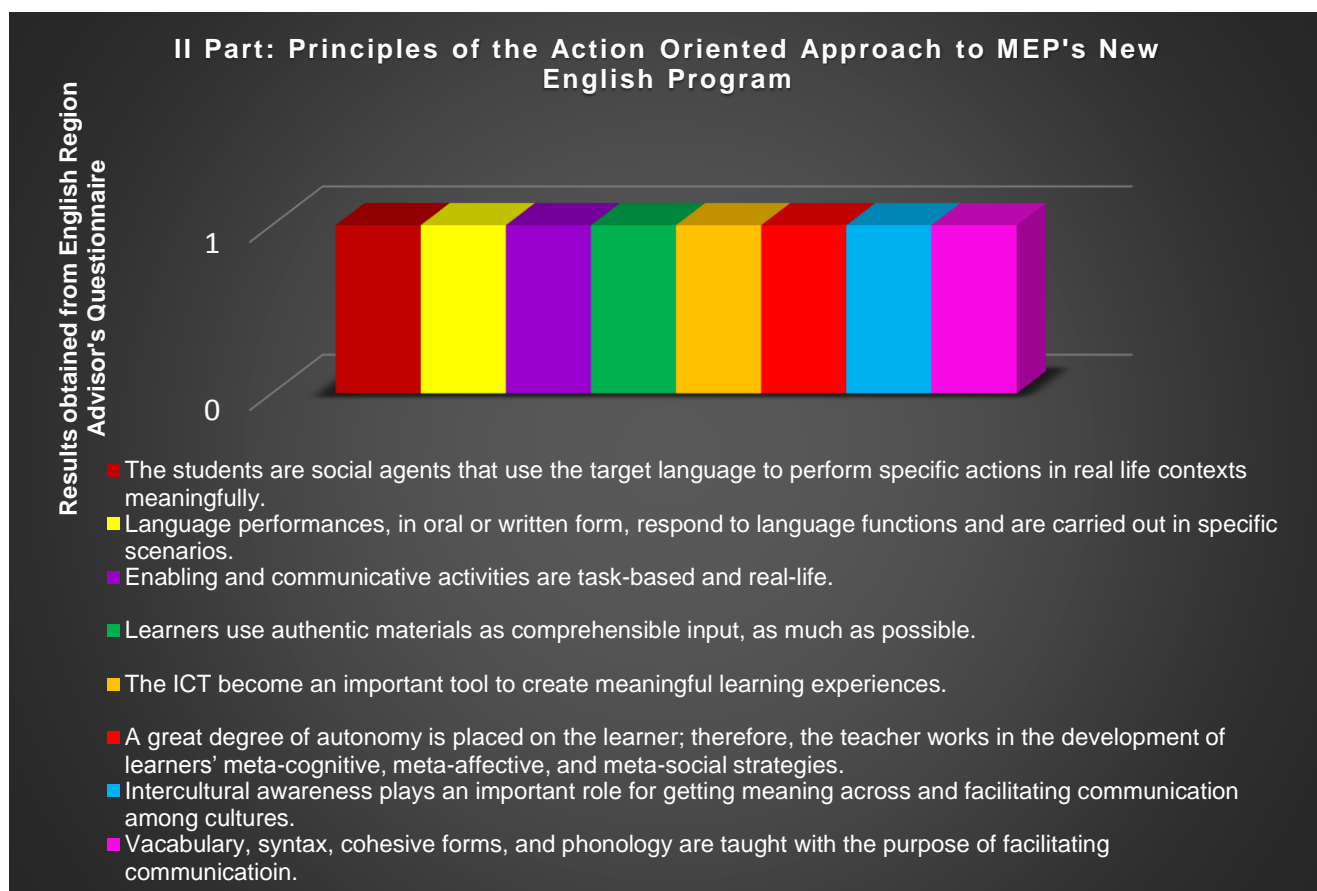 II Part: Principles of the Action Oriented Approach to MEP's New
English Program
Results obtained from English Region
Advisor's Questionnaire
1
0
The students are social agents that use the target language to perform specific actions in real life contexts
meaningfully.
Language performances, in oral or written form, respond to language functions and are carried out in specific
scenarios.
Enabling and communicative activities are task-based and real-life.
Learners use authentic materials as comprehensible input, as much as possible.
The ICT become an important tool to create meaningful learning experiences.
A great degree of autonomy is placed on the learner; therefore, the teacher works in the development of
learners’ meta-cognitive, meta-affective, and meta-social strategies.
Intercultural awareness plays an important role for getting meaning across and facilitating communication
among cultures.
Vacabulary, syntax, cohesive forms, and phonology are taught with the purpose of facilitating
communicatioin.